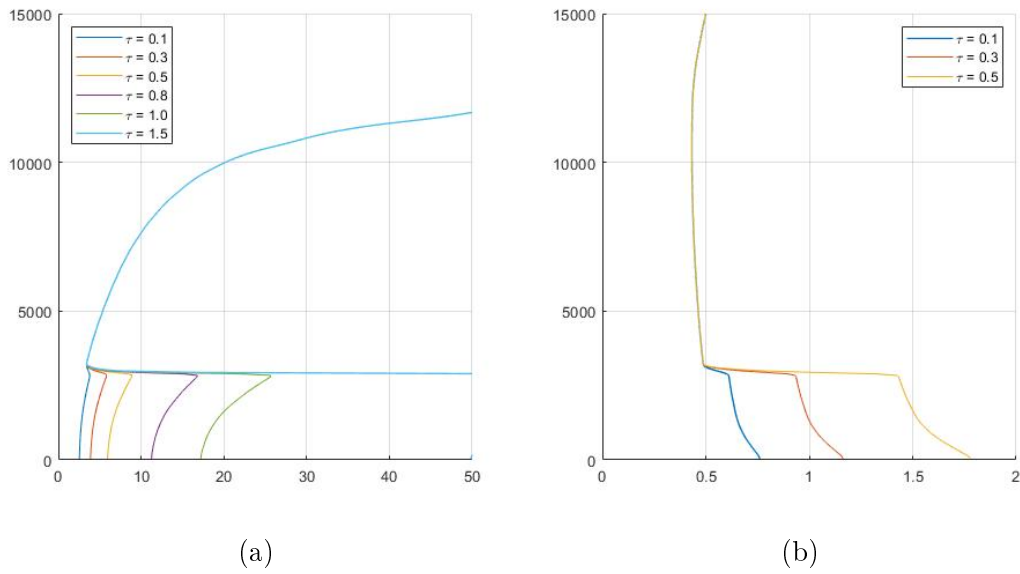 15000
10000
5000
0
0
10
20
30
40
50
τ = 0.1
τ = 0.3
τ = 0.5
τ = 0.8
τ = 1.0
τ = 1.5
(a)
15000
10000
5000
0
0
0.5
1
1.5
2
τ = 0.1
τ = 0.3
τ = 0.5
(b)